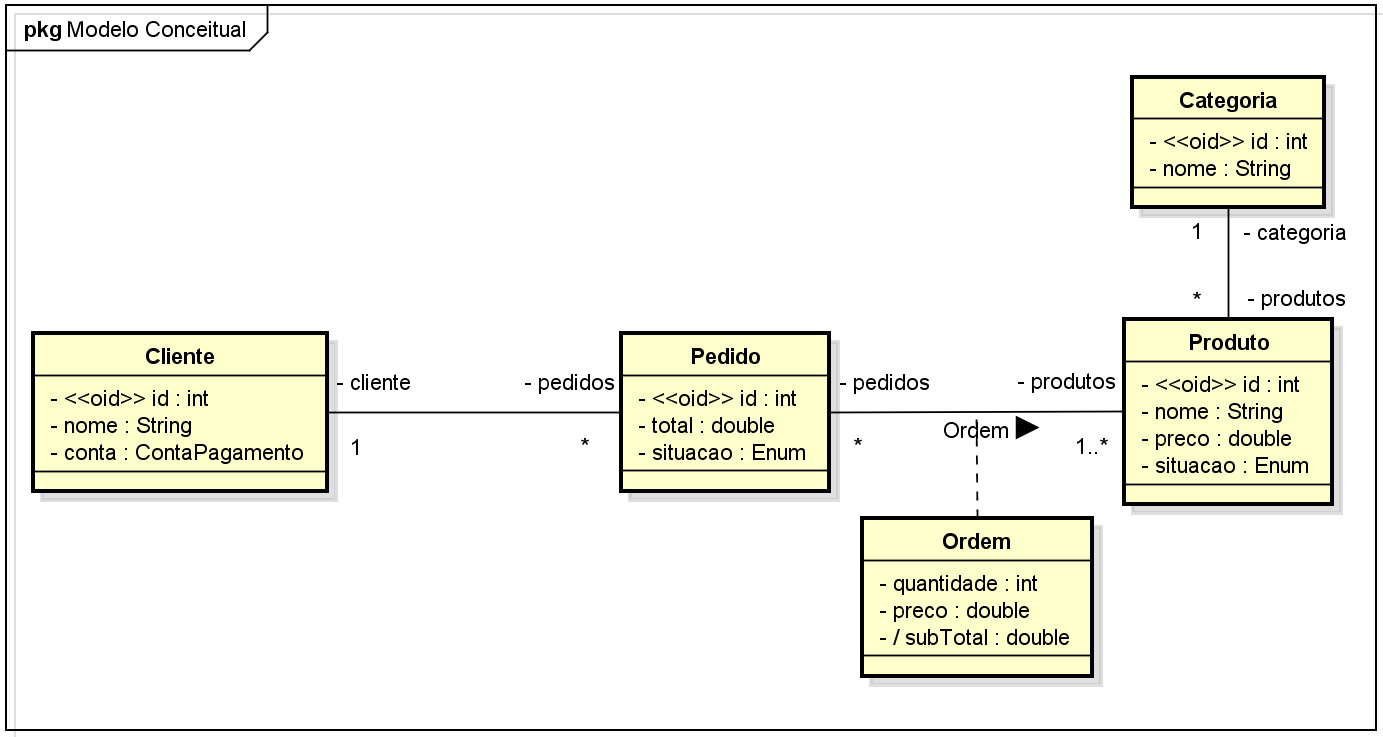 pkg Modelo Conceitual
Categoria
- <<oid>> id : int
- nome : String
1
- categoria
*
- produtos
Cliente
- <<oid>> id : int
- nome : String
- conta : ContaPagamento
- cliente
1
- pedidos
*
Pedido
- <<oid>> id : int
- total : double
- situacao : Enum
- pedidos
*
Ordem
- produtos
1..*
Produto
- <<oid>> id : int
- nome : String
- preco : double
- situacao : Enum
Ordem
- quantidade : int
- preco : double
- / subTotal : double